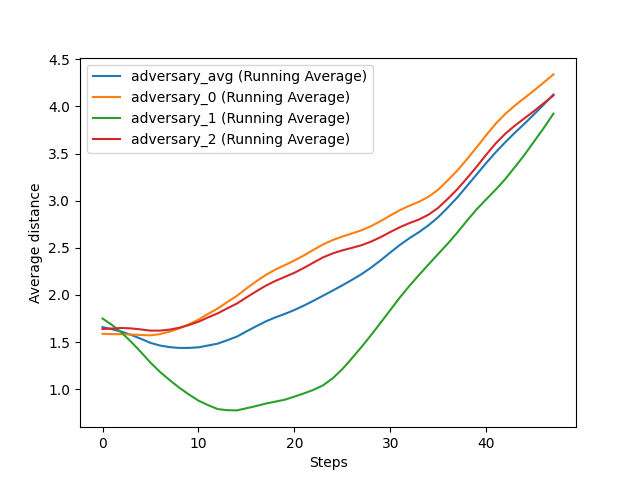 adversary_avg (Running Average)
adversary_0 (Running Average)
adversary_1 (Running Average)
adversary_2 (Running Average)
Average distance
4.5
4.0
3.5
3.0
2.5
2.0
1.5
1.0
0 10 20 30 40
Steps